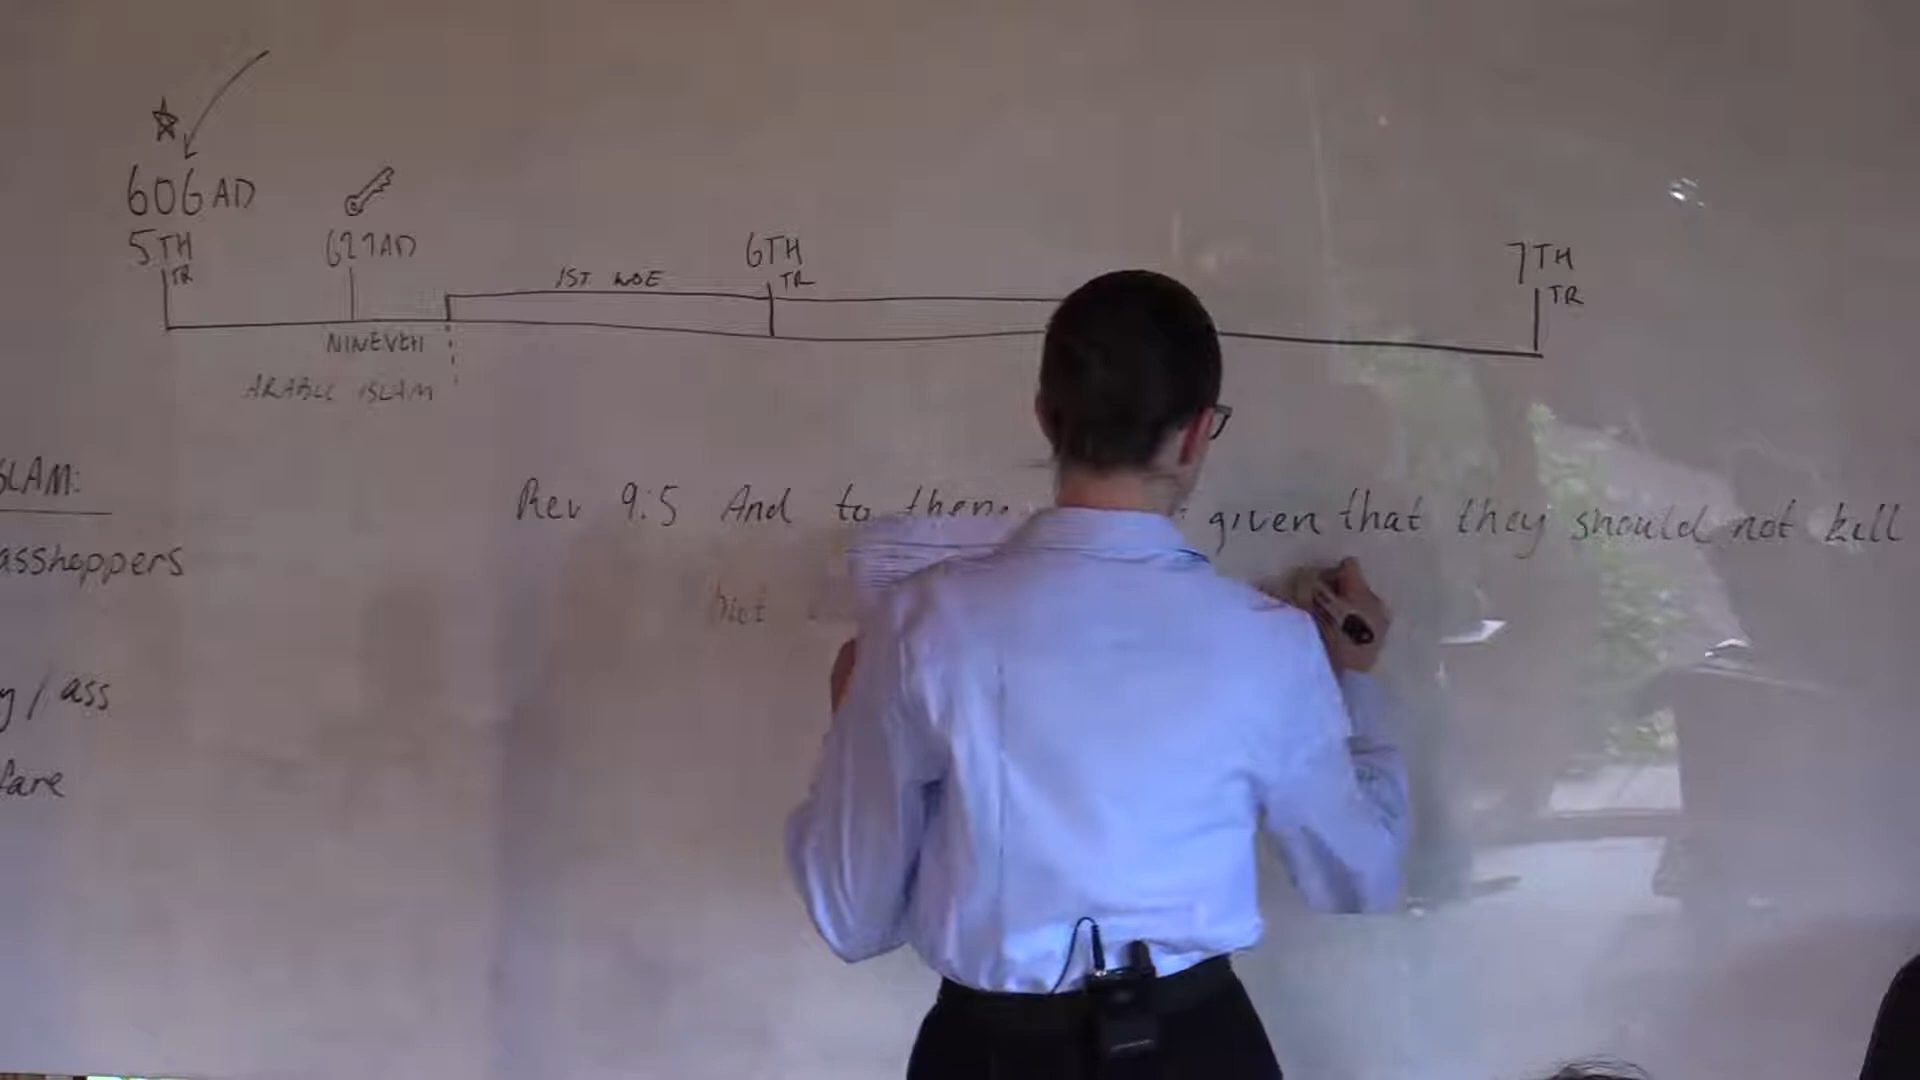 606 AD
5TH
TR
627AD
1ST WOE
6TH
TR
7TH
TR
NINEVEH
ARABIC ISLAM
SLAM:
asshoppers
y / ass
fare
Rev 9:5 And to them given that they should not kill
but